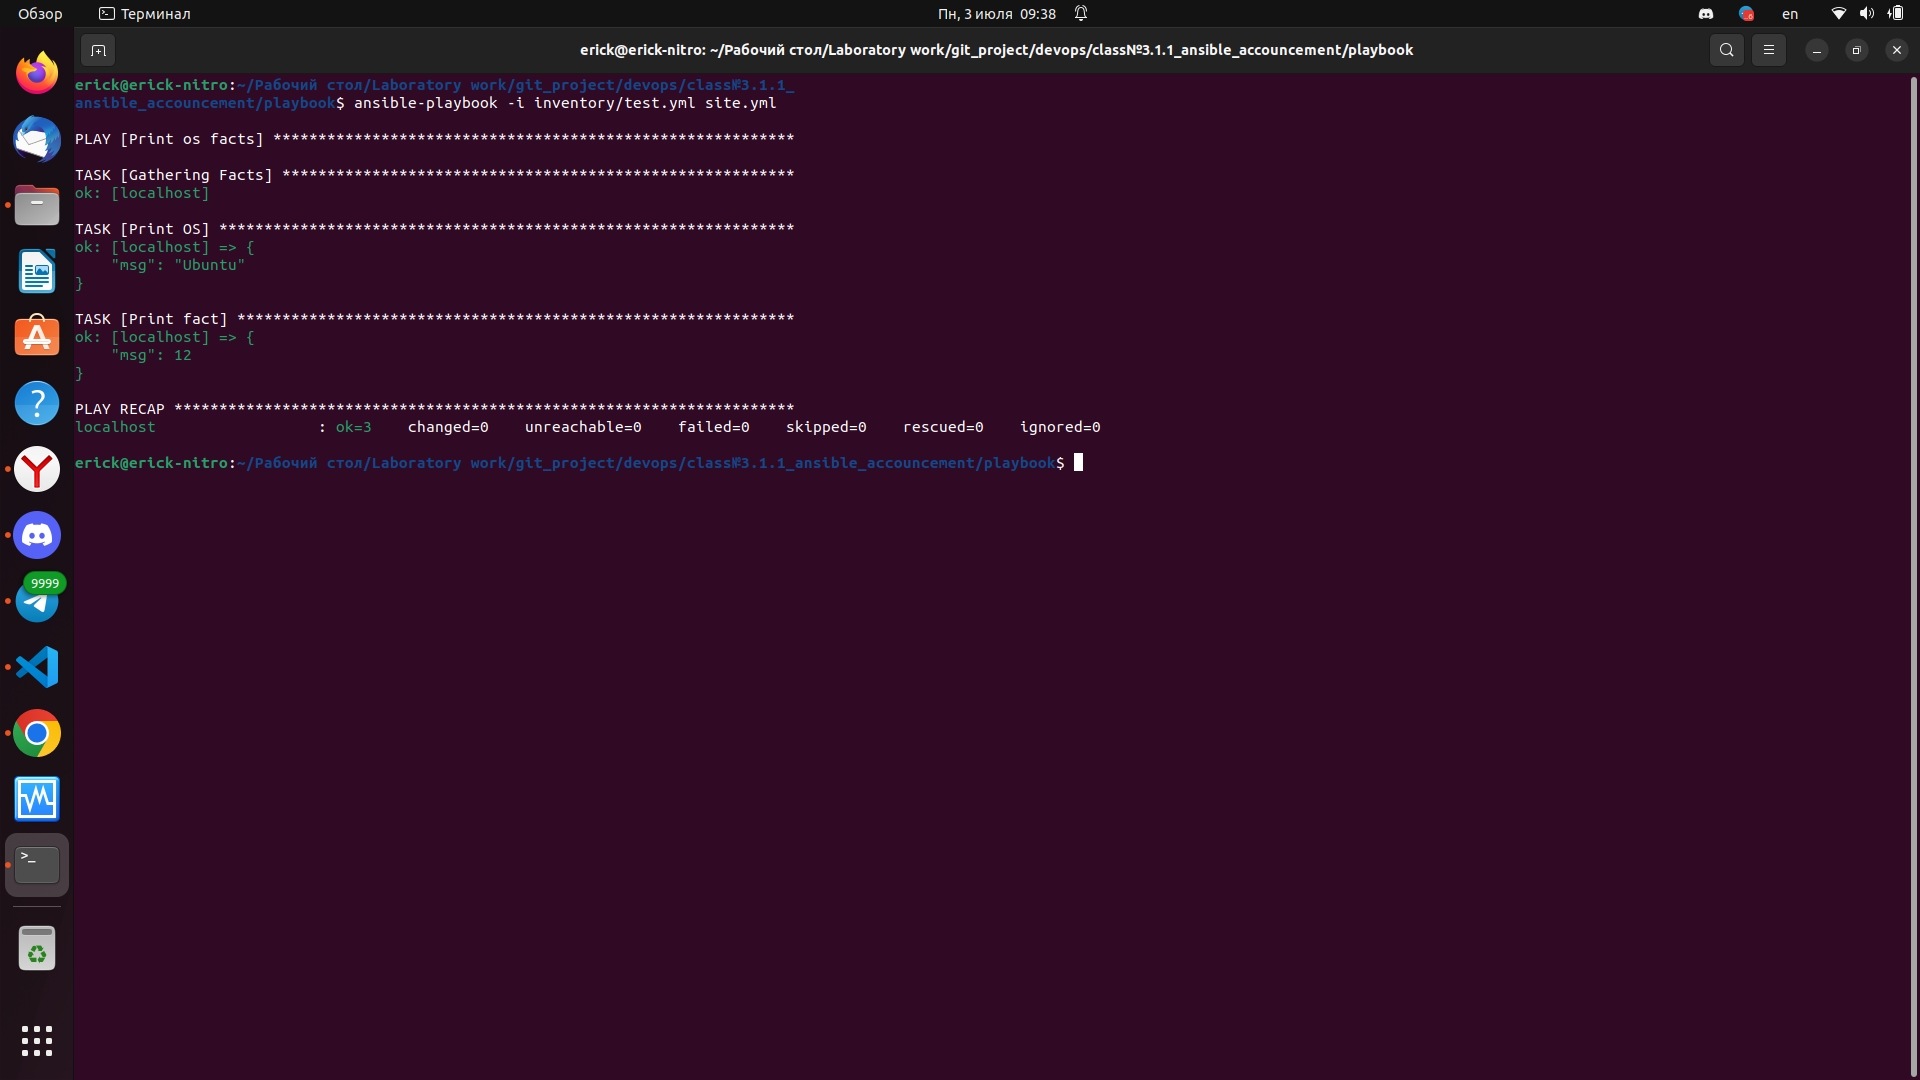 Обзор Терминал Пн, 3 июля 09:38 en
erick@erick-nitro: ~/Рабочий стол/Laboratory work/git_project/devops/class№3.1.1_ansible_accouncement/playbook
erick@erick-nitro:~/Рабочий стол/Laboratory work/git_project/devops/class№3.1.1_
ansible_accouncement/playbook$ ansible-playbook -i inventory/test.yml site.yml
PLAY [Print os facts] **********************************************************
TASK [Gathering Facts] *********************************************************
ok: [localhost]
TASK [Print OS] ****************************************************************
ok: [localhost] => {
    "msg": "Ubuntu"
}
TASK [Print fact] **************************************************************
ok: [localhost] => {
    "msg": 12
}
PLAY RECAP *********************************************************************
localhost                  : ok=3    changed=0    unreachable=0    failed=0    skipped=0    rescued=0    ignored=0
erick@erick-nitro:~/Рабочий стол/Laboratory work/git_project/devops/class№3.1.1_ansible_accouncement/playbook$
9999